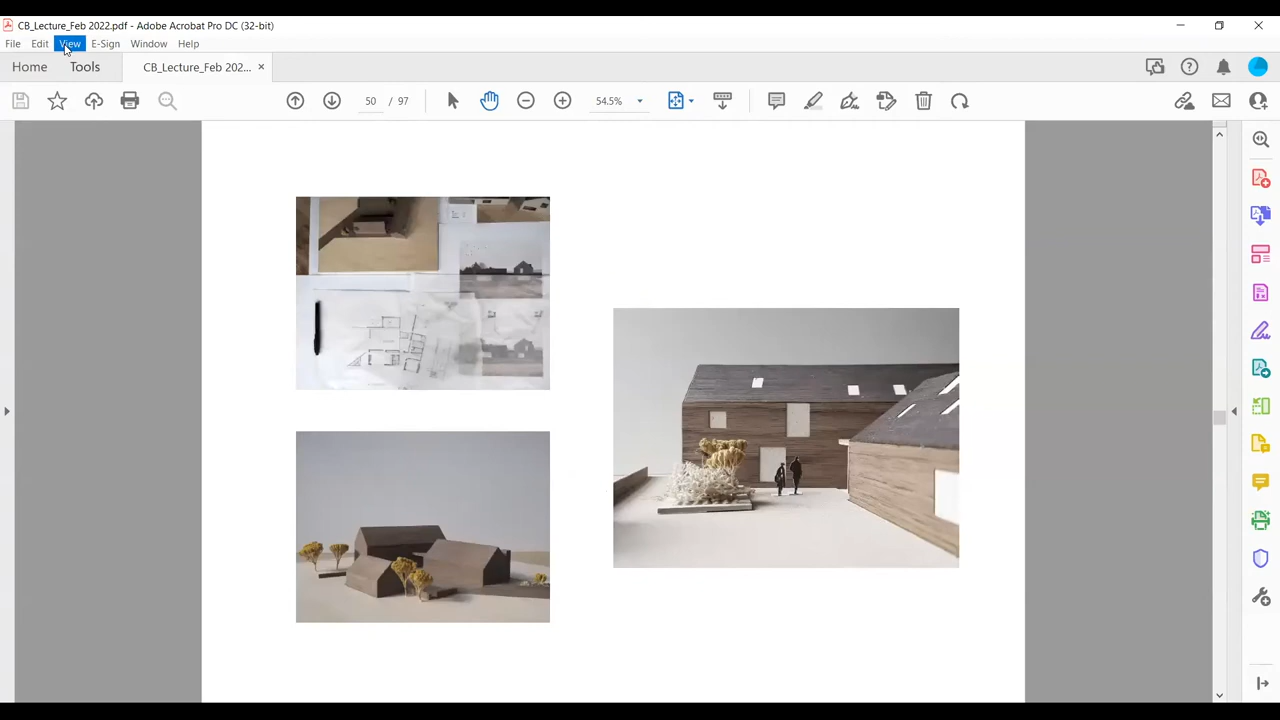 CB_Lecture_Feb 2022.pdf - Adobe Acrobat Pro DC (32-bit)
File Edit View E-Sign Window Help
Home Tools CB_Lecture_Feb 202...
50 / 97 54.5%